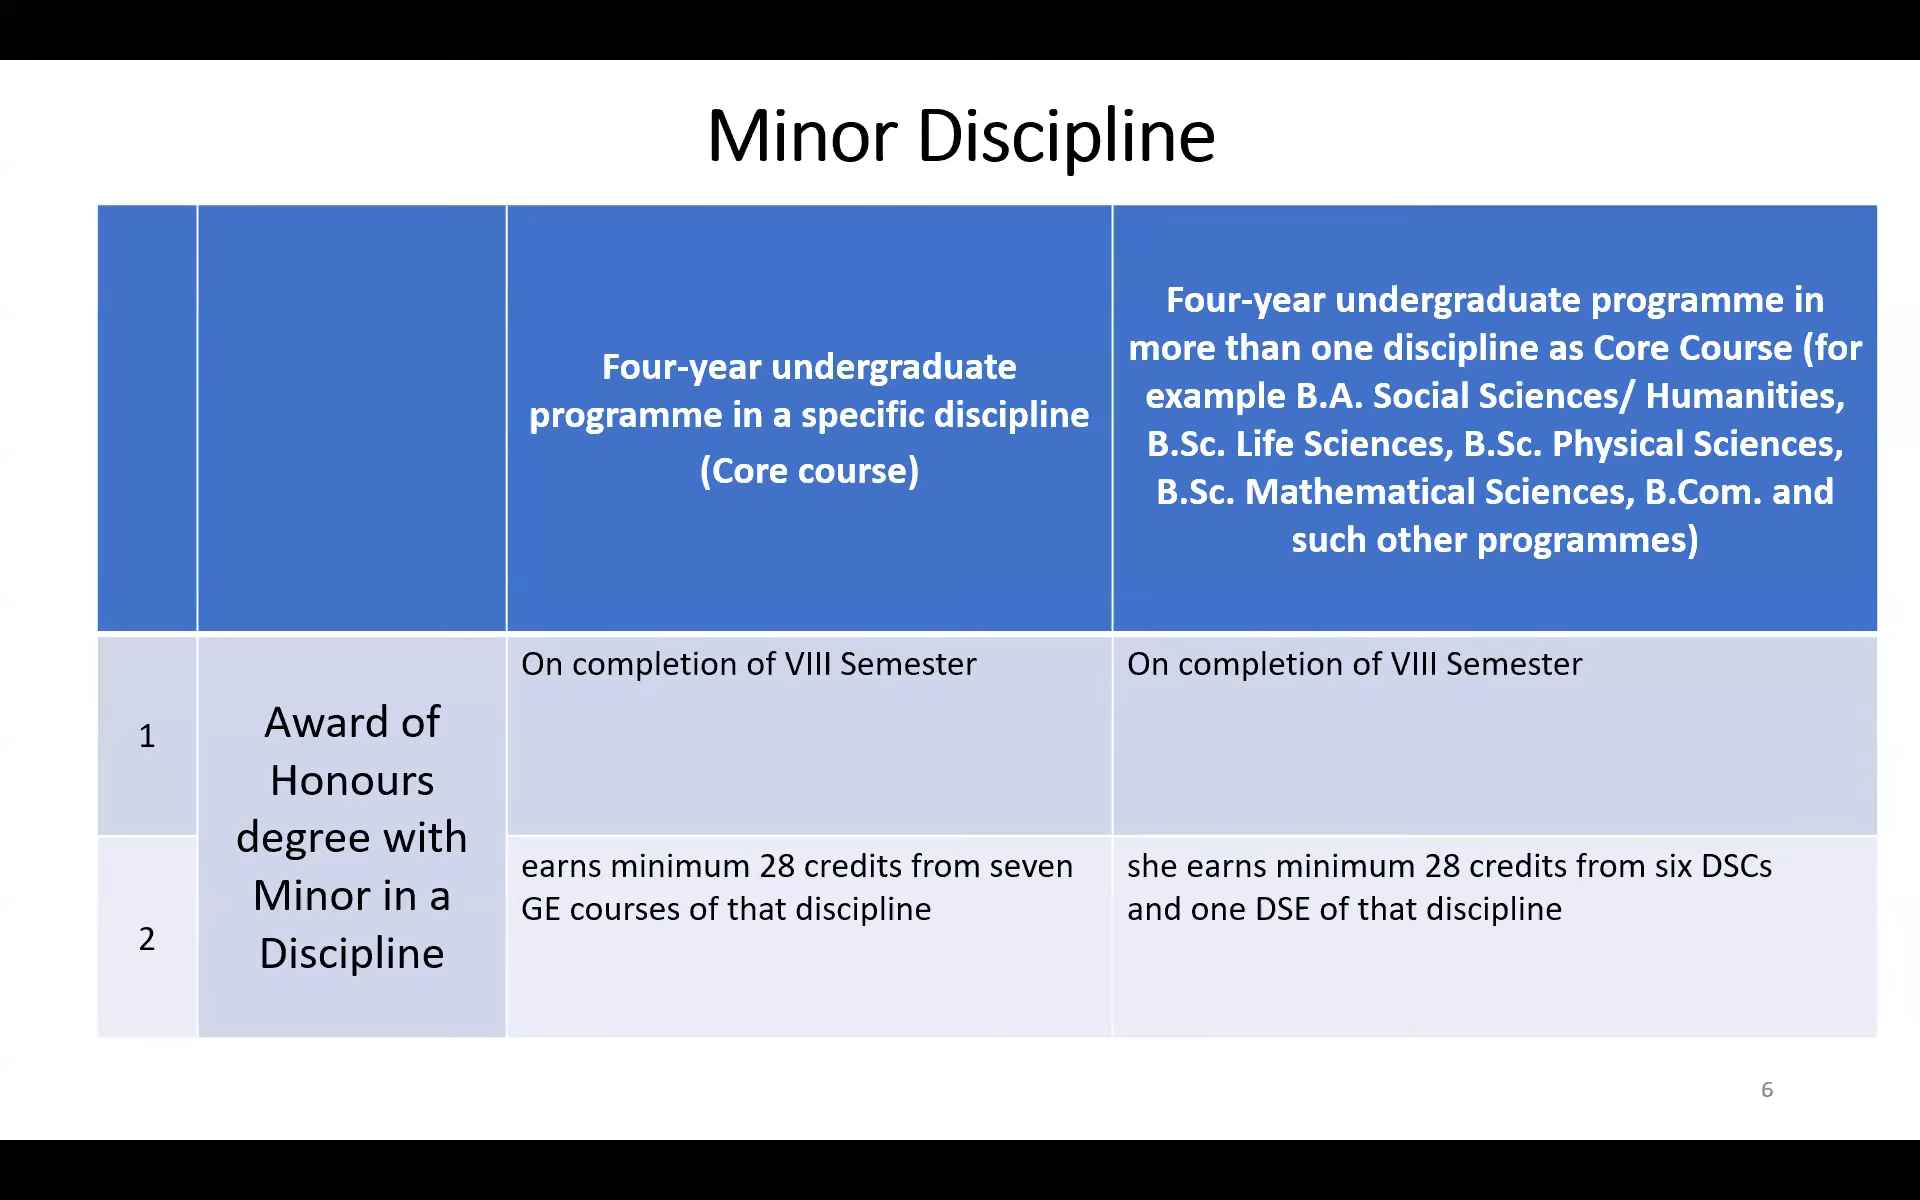 Minor Discipline
Four-year undergraduate
programme in a specific discipline
(Core course)
Four-year undergraduate programme in
more than one discipline as Core Course (for
example B.A. Social Sciences/ Humanities,
B.Sc. Life Sciences, B.Sc. Physical Sciences,
B.Sc. Mathematical Sciences, B.Com. and
such other programmes)
1
Award of
Honours
degree with
Minor in a
Discipline
On completion of VIII Semester
On completion of VIII Semester
2
earns minimum 28 credits from seven
GE courses of that discipline
she earns minimum 28 credits from six DSCs
and one DSE of that discipline
6